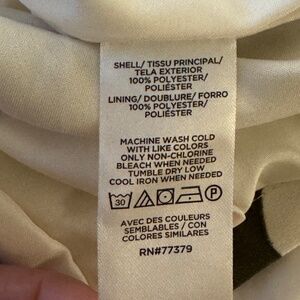 SHELL/ TISSU PRINCIPAL/
TELA EXTERIOR
100% POLYESTER/
POLIÉSTER
LINING/ DOUBLURE/ FORRO
100% POLYESTER/
POLIÉSTER
MACHINE WASH COLD
WITH LIKE COLORS
ONLY NON-CHLORINE
BLEACH WHEN NEEDED
TUMBLE DRY LOW
COOL IRON WHEN NEEDED
30 P
AVEC DES COULEURS
SEMBLABLES / CON
COLORES SIMILARES
RN#77379